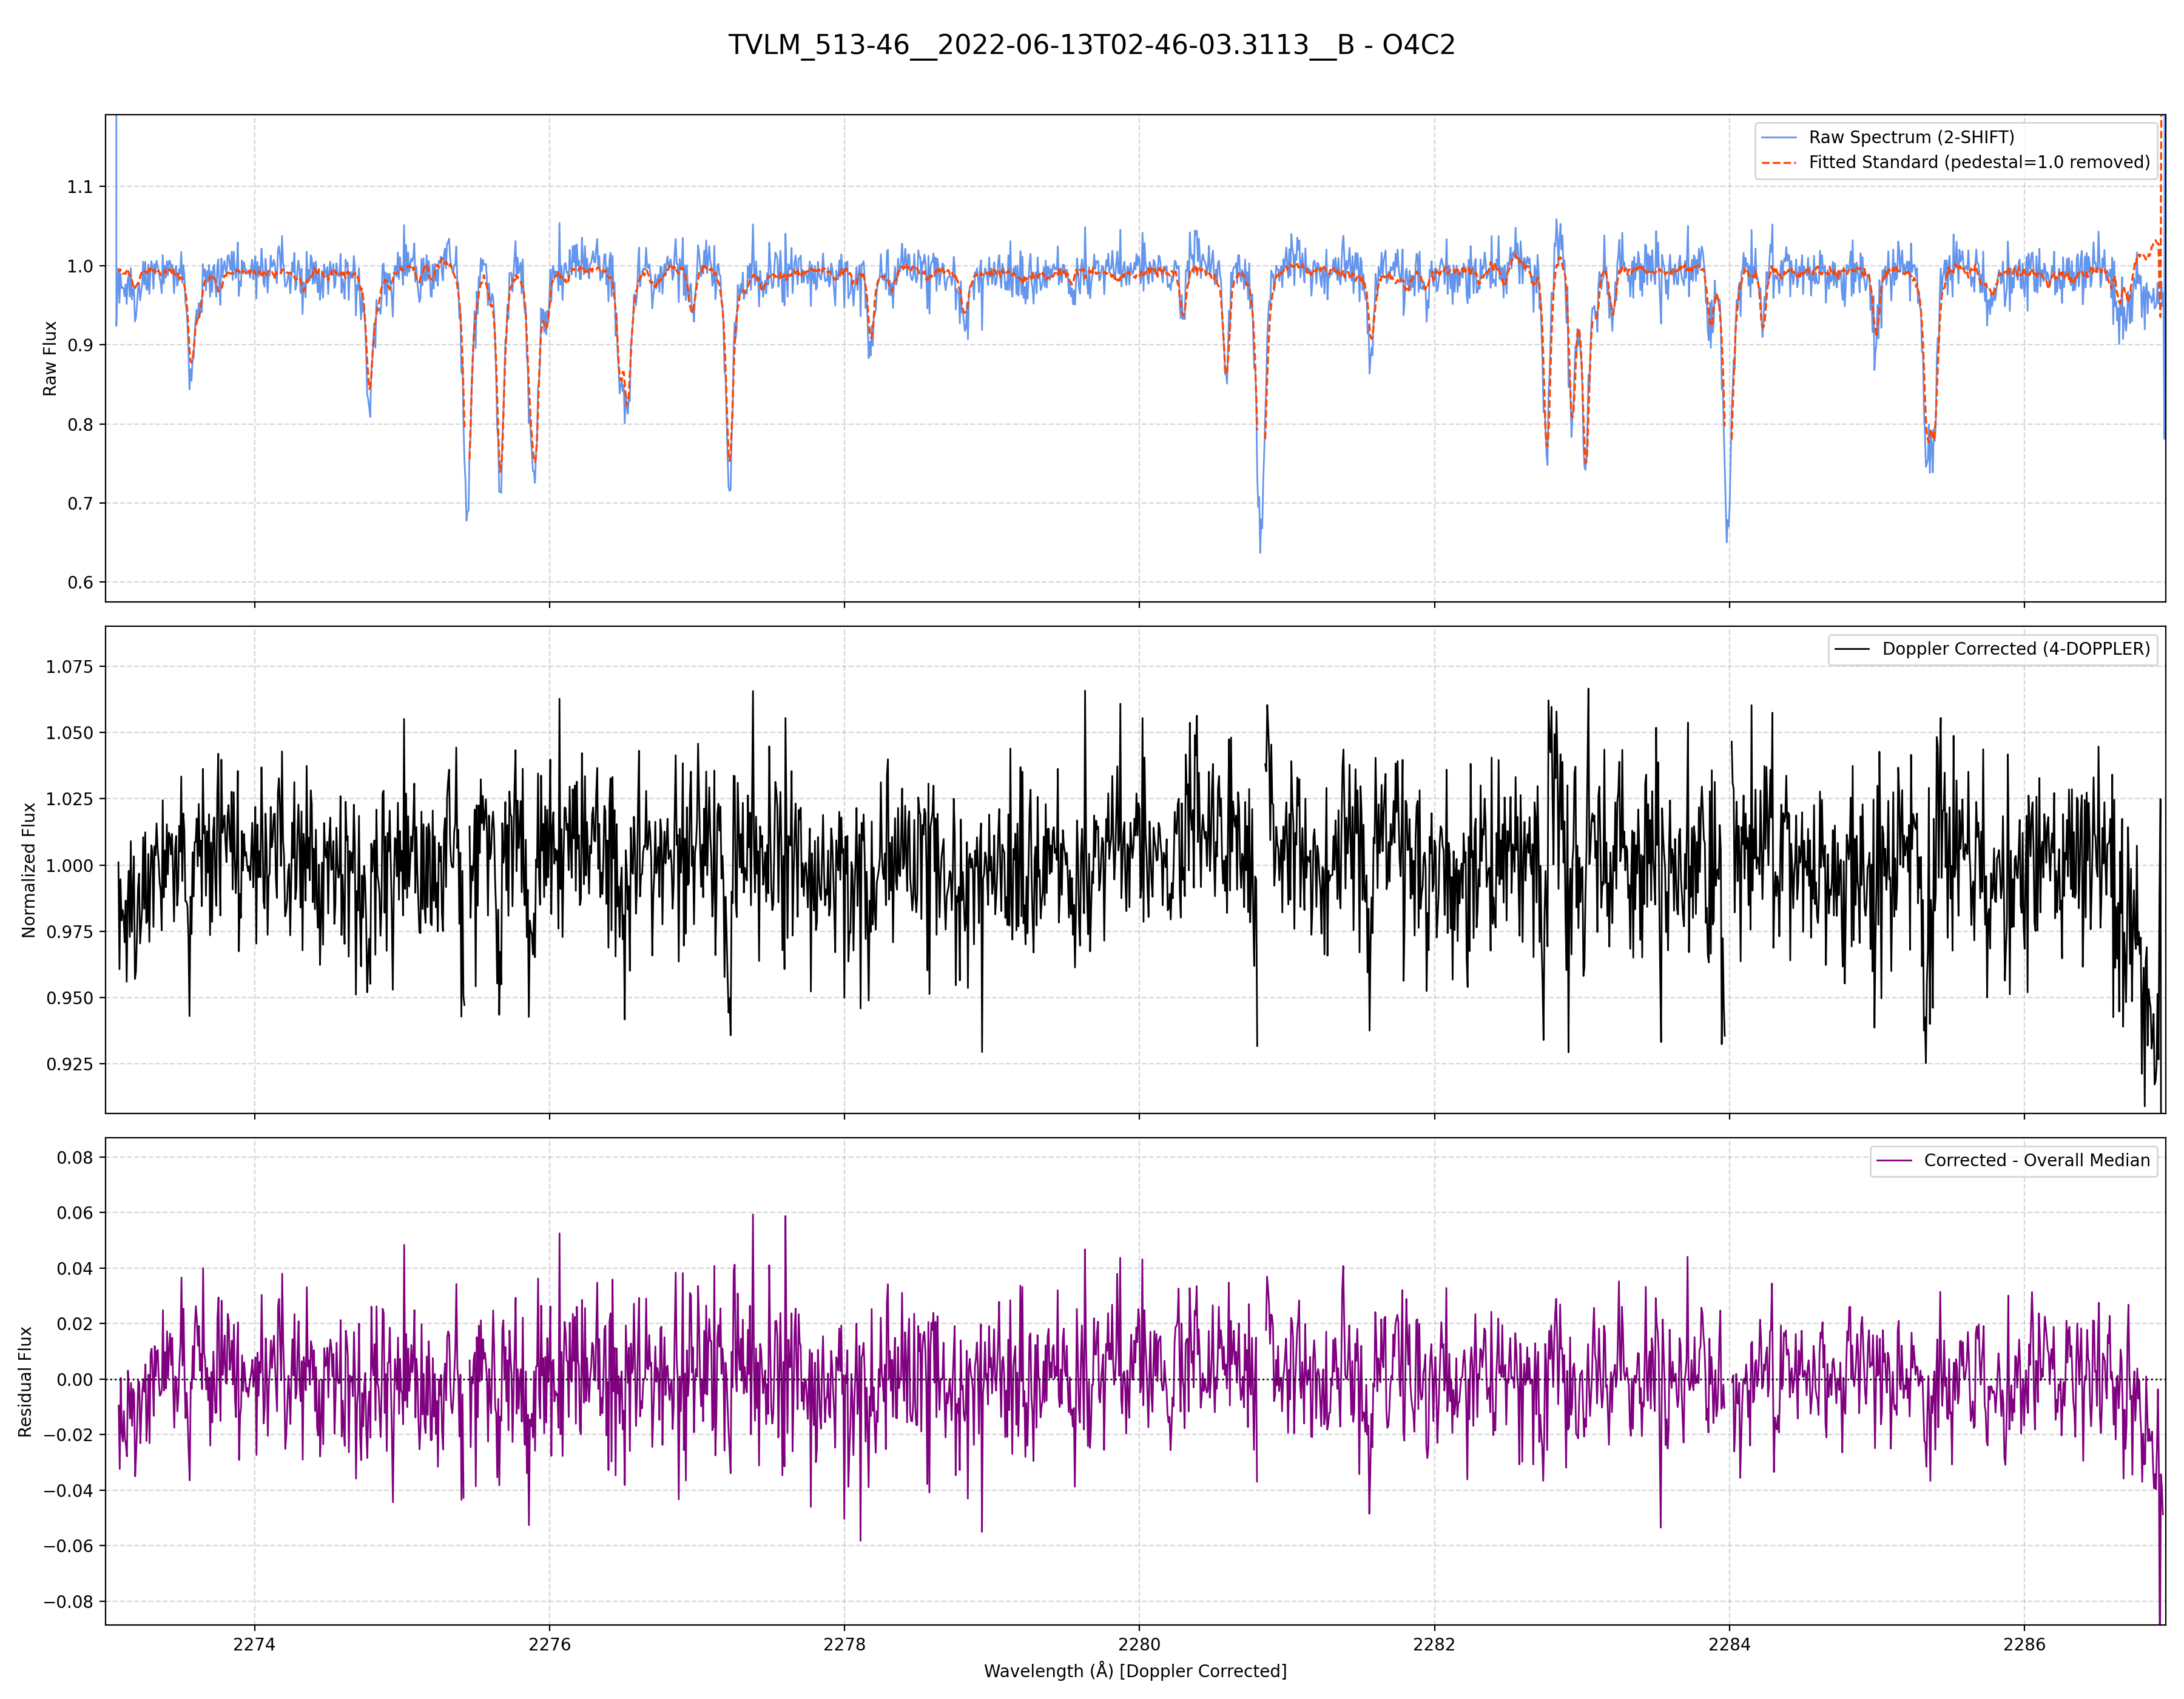 TVLM_513-46__2022-06-13T02-46-03.3113__B - O4C2
Raw Spectrum (2-SHIFT)
Fitted Standard (pedestal=1.0 removed)
Raw Flux
1.1
1.0
0.9
0.8
0.7
0.6
Doppler Corrected (4-DOPPLER)
Normalized Flux
1.075
1.050
1.025
1.000
0.975
0.950
0.925
Corrected - Overall Median
Residual Flux
0.08
0.06
0.04
0.02
0.00
−0.02
−0.04
−0.06
−0.08
2274 2276 2278 2280 2282 2284 2286
Wavelength (Å) [Doppler Corrected]